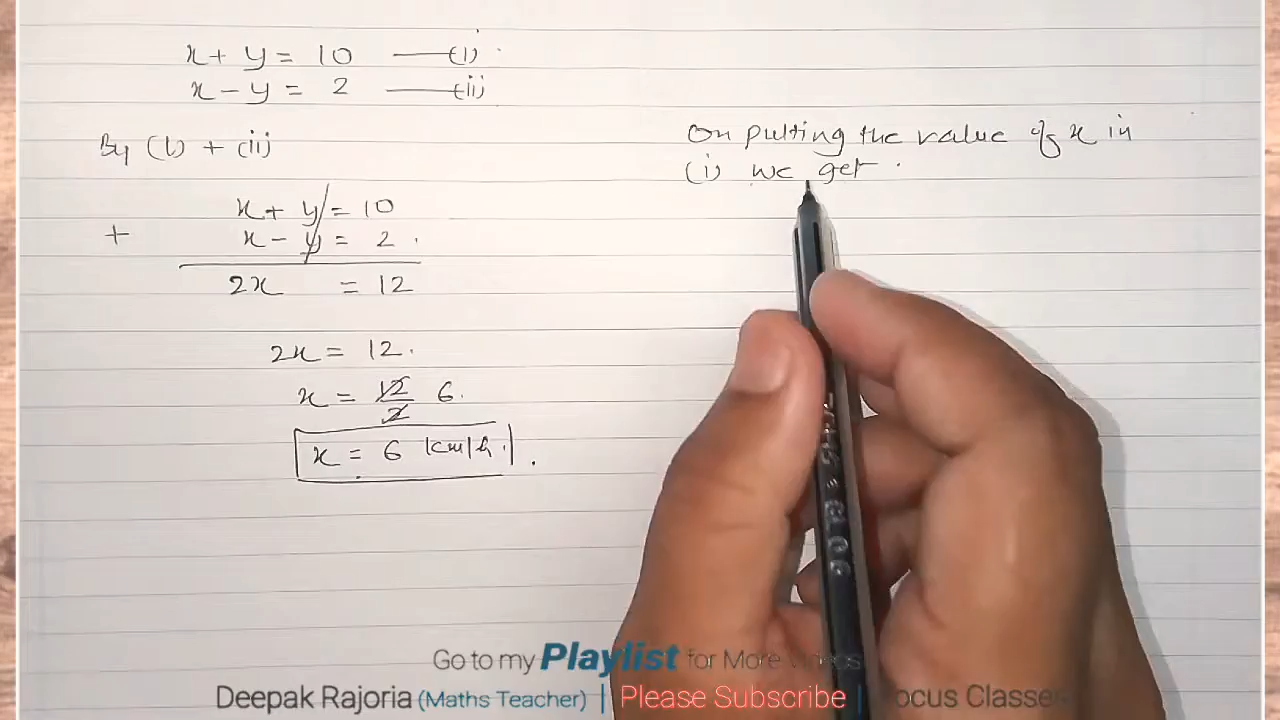 x + y = 10 —(i)
x - y = 2 —(ii)
By (i) + (ii)
x + y = 10
+ x - y = 2
2x = 12
2x = 12
x = 12/2 6
x = 6 km/h
On putting the value of x in
(i) we get
Go to my Playlist for More Videos
Deepak Rajoria (Maths Teacher) | Please Subscribe | Focus Classes